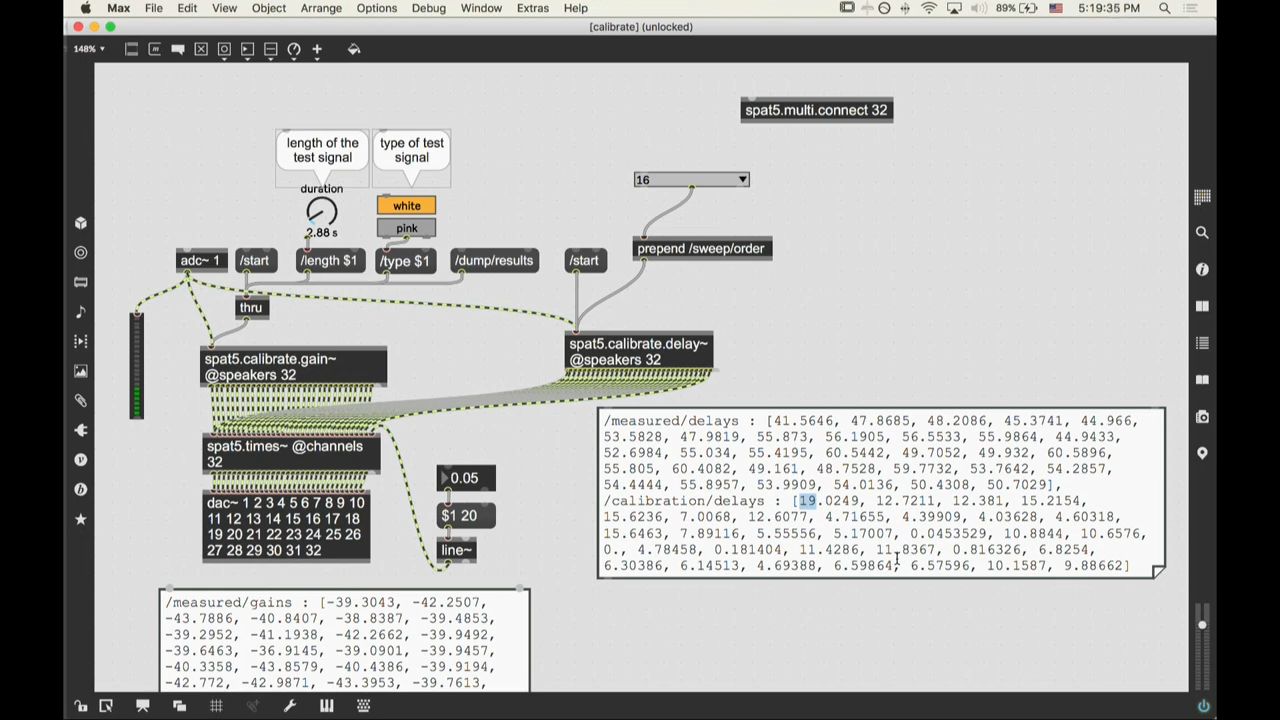 Max File Edit View Object Arrange Options Debug Window Extras Help 89% 5:19:35 PM
[calibrate] (unlocked)
148%
spat5.multi.connect 32
length of the
test signal
type of test
signal
duration
2.88 s
white
pink
16
adc~ 1
/start
/length $1
/type $1
/dump/results
/start
prepend /sweep/order
thru
spat5.calibrate.gain~
@speakers 32
spat5.calibrate.delay~
@speakers 32
spat5.times~ @channels
32
dac~ 1 2 3 4 5 6 7 8 9 10
11 12 13 14 15 16 17 18
19 20 21 22 23 24 25 26
27 28 29 30 31 32
0.05
$1 20
line~
/measured/delays : [41.5646, 47.8685, 48.2086, 45.3741, 44.966,
53.5828, 47.9819, 55.873, 56.1905, 56.5533, 55.9864, 44.9433,
52.6984, 55.034, 55.4195, 60.5442, 49.7052, 49.932, 60.5896,
55.805, 60.4082, 49.161, 48.7528, 59.7732, 53.7642, 54.2857,
54.4444, 55.8957, 53.9909, 54.0136, 50.4308, 50.7029],
/calibration/delays : [19.0249, 12.7211, 12.381, 15.2154,
15.6236, 7.0068, 12.6077, 4.71655, 4.39909, 4.03628, 4.60318,
15.6463, 7.89116, 5.55556, 5.17007, 0.0453529, 10.8844, 10.6576,
0., 4.78458, 0.181404, 11.4286, 11.8367, 0.816326, 6.8254,
6.30386, 6.14513, 4.69388, 6.59864, 6.57596, 10.1587, 9.88662]
/measured/gains : [-39.3043, -42.2507,
-43.7886, -40.8407, -38.8387, -39.4853,
-39.2952, -41.1938, -42.2662, -39.9492,
-39.6463, -36.9145, -39.0901, -39.9457,
-40.3358, -43.8579, -40.4386, -39.9194,
-42.772, -42.9871, -43.3953, -39.7613,